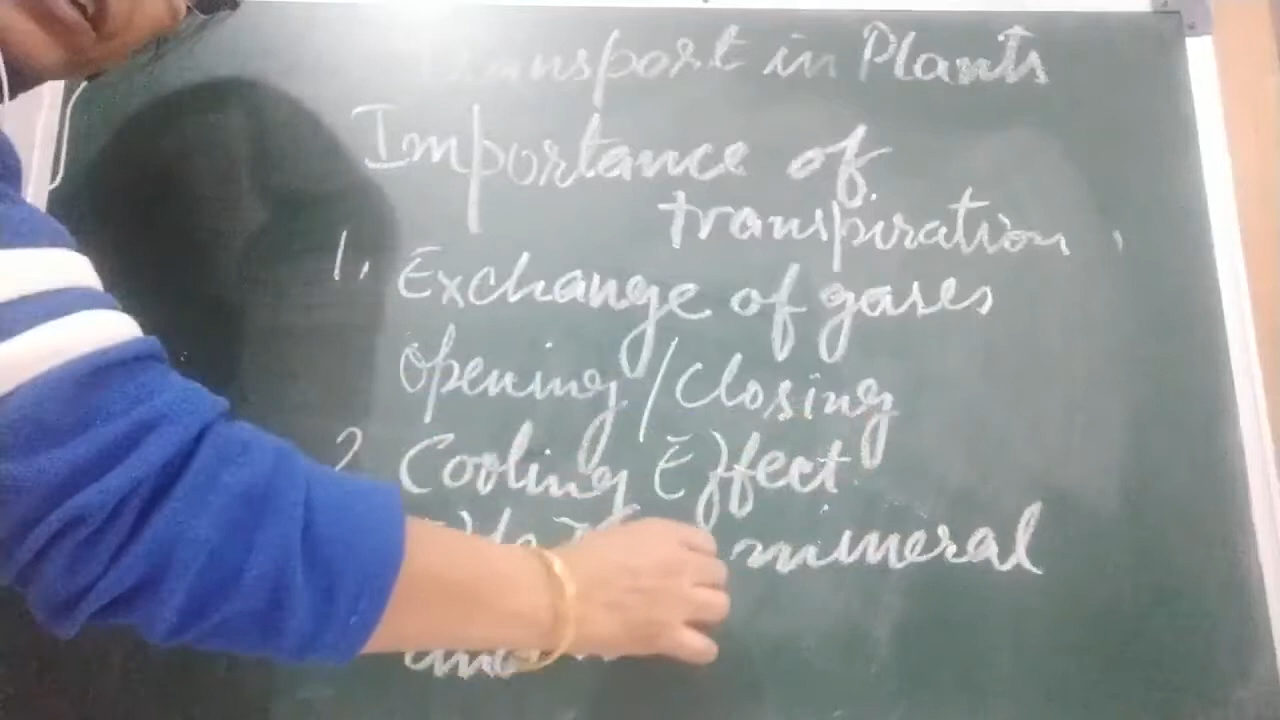 Transport in Plants
Importance of
transpiration,
1. Exchange of gases
opening/closing
2 Cooling Effect.
mineral